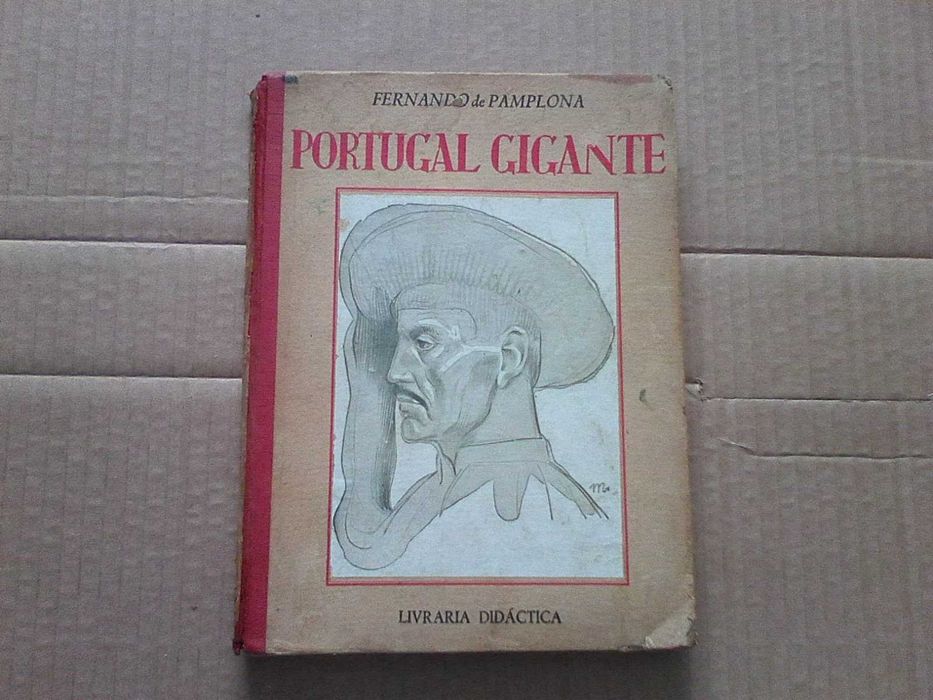 FERNANDO de PAMPLONA
PORTUGAL GIGANTE
LIVRARIA DIDÁCTICA